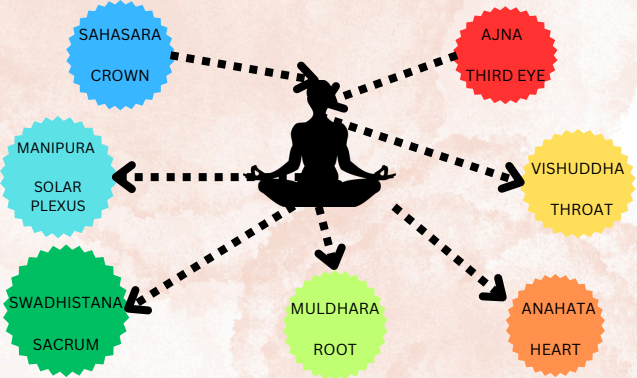 SAHASARA
CROWN
AJNA
THIRD EYE
MANIPURA
SOLAR
PLEXUS
VISHUDDHA
THROAT
SWADHISTANA
SACRUM
MULDHARA
ROOT
ANAHATA
HEART